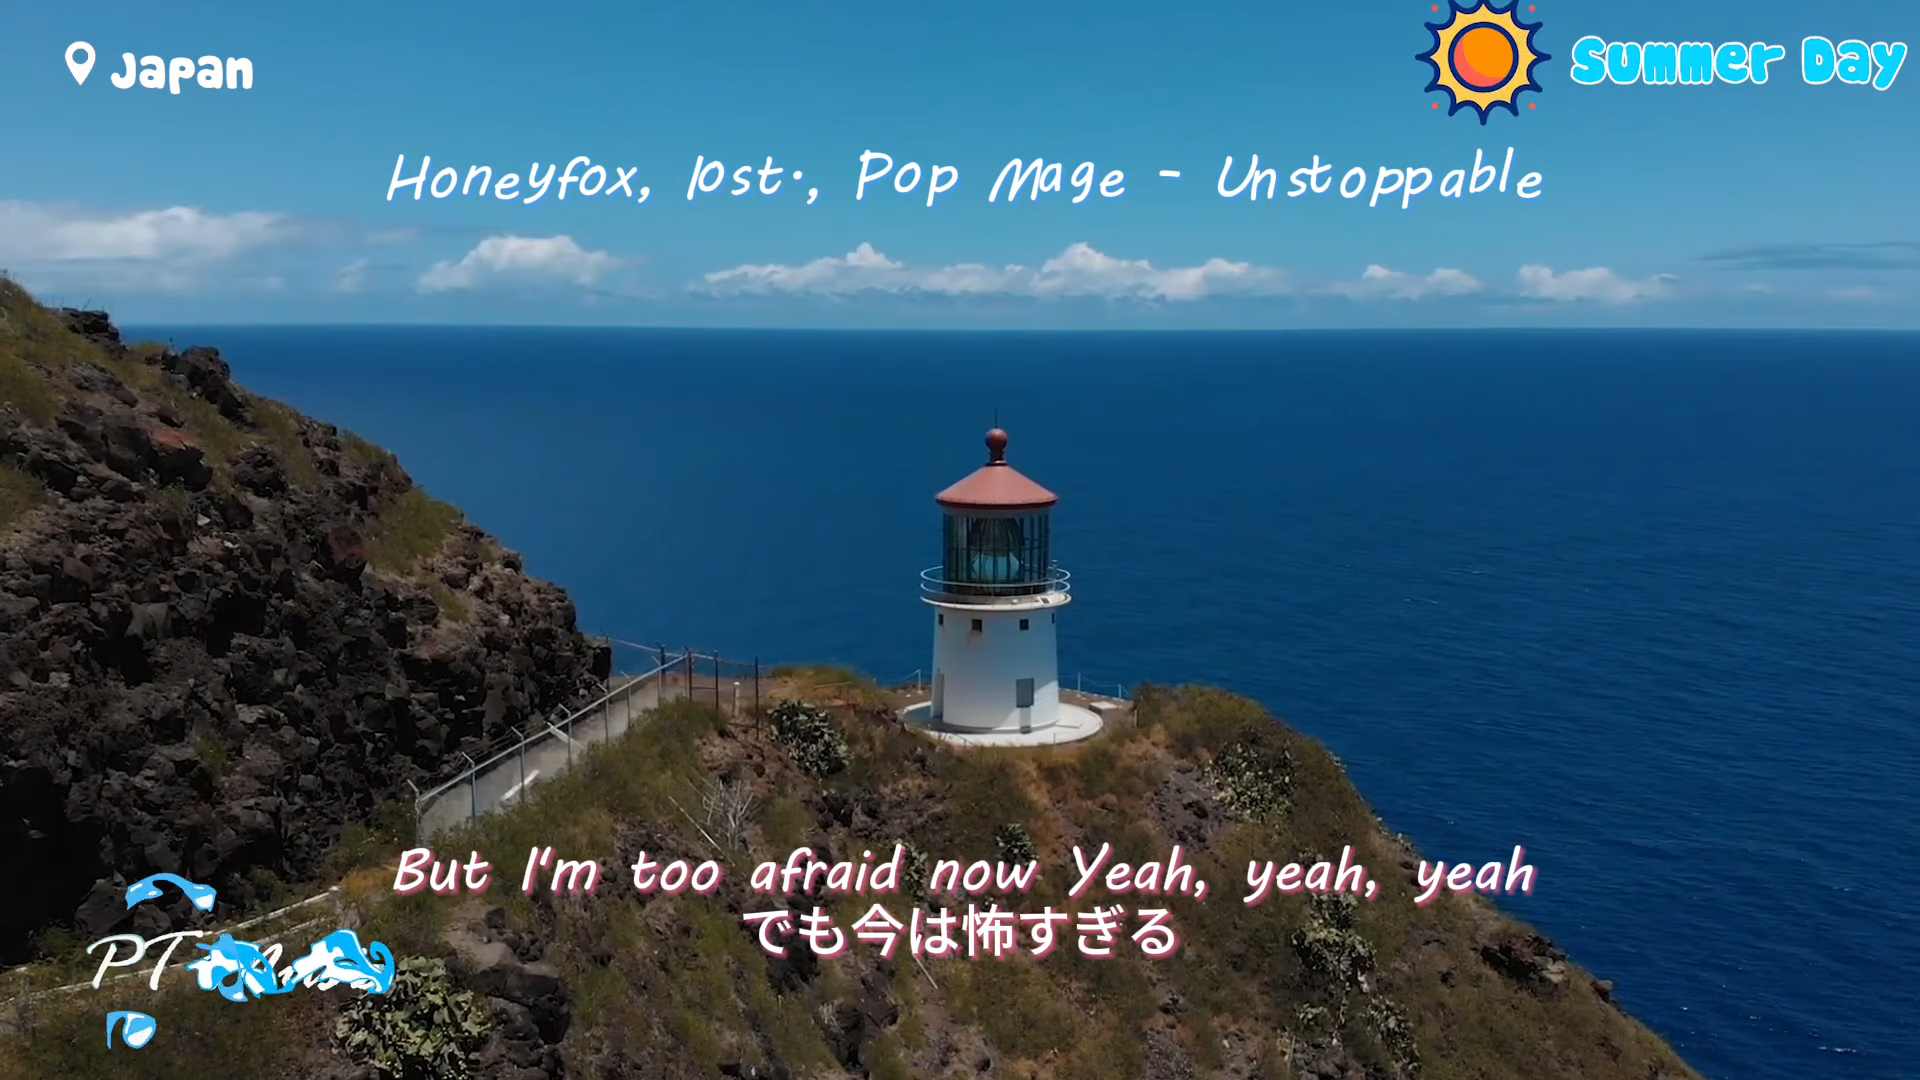 Japan
Summer Day
Honeyfox, lost., Pop Mage - Unstoppable
But I'm too afraid now Yeah, yeah, yeah
でも今は怖すぎる
PT